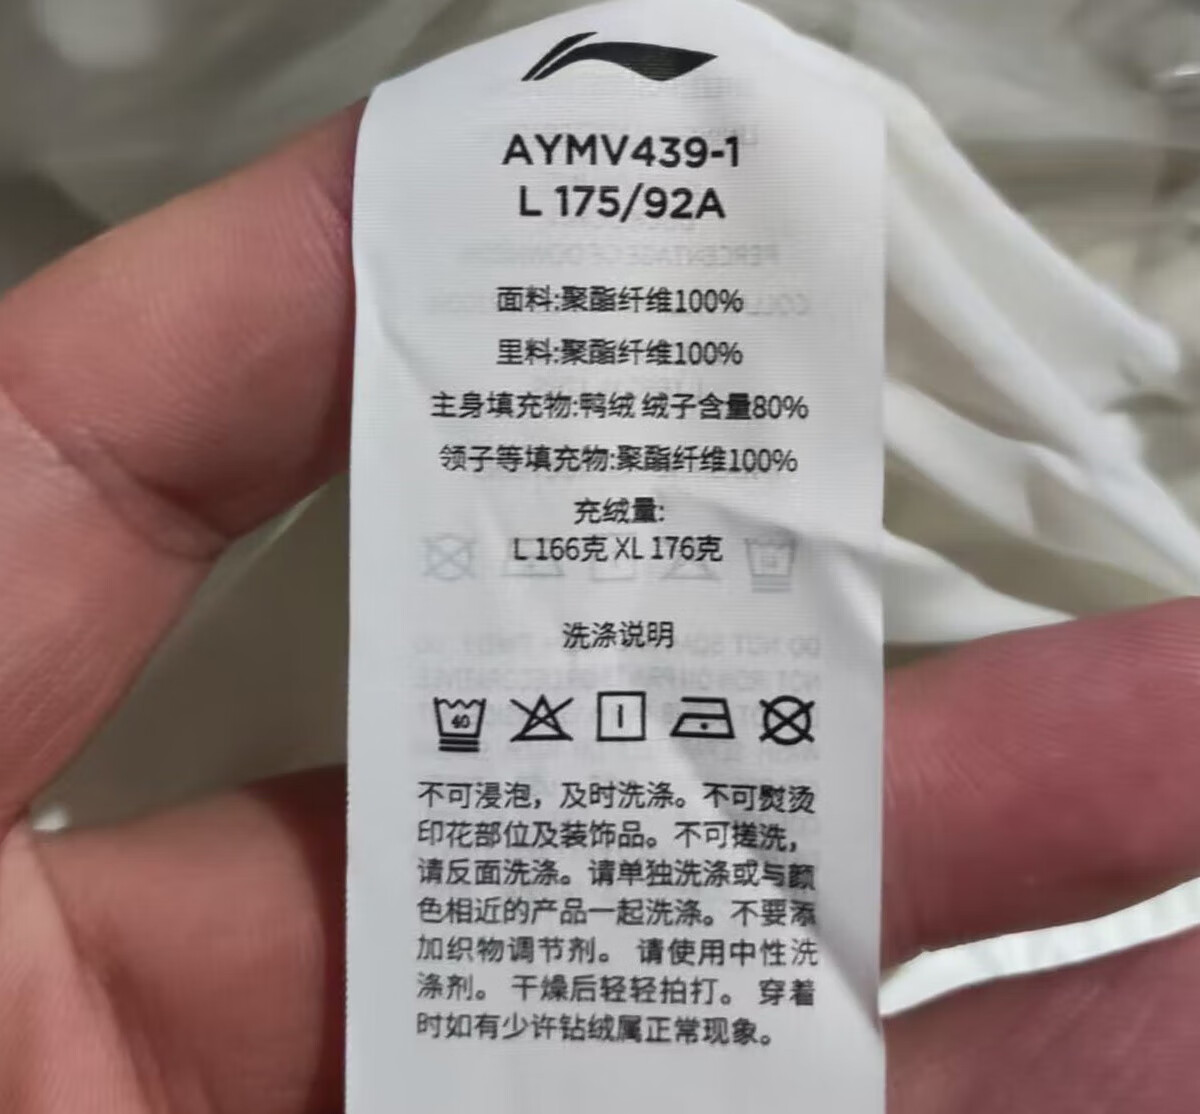 AYMV439-1
L 175/92A
面料:聚酯纤维100%
里料:聚酯纤维100%
主身填充物:鸭绒 绒子含量80%
领子等填充物:聚酯纤维100%
充绒量:
L 166克 XL 176克
洗涤说明
40
不可浸泡，及时洗涤。不可熨烫
印花部位及装饰品。不可搓洗，
请反面洗涤。请单独洗涤或与颜
色相近的产品一起洗涤。不要添
加织物调节剂。 请使用中性洗
涤剂。 干燥后轻轻拍打。 穿着
时如有少许钻绒属正常现象。